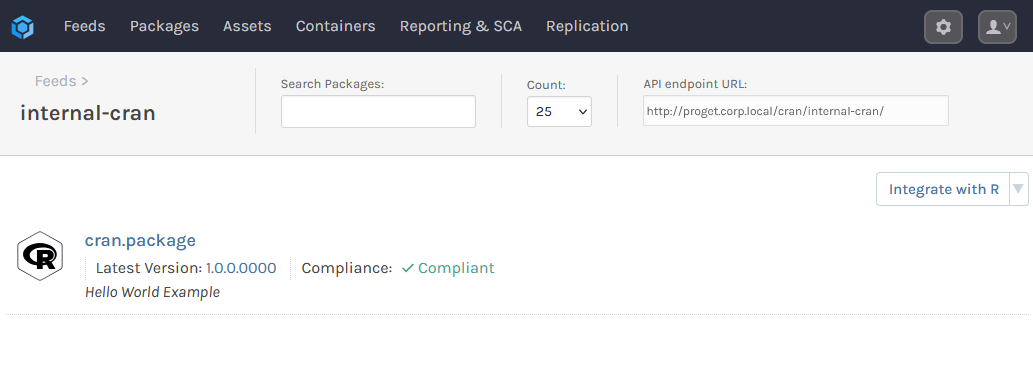 Feeds Packages Assets Containers Reporting & SCA Replication
Feeds >
internal-cran
Search Packages:
Count:
25
API endpoint URL:
http://proget.corp.local/cran/internal-cran/
Integrate with R
R
cran.package
Latest Version: 1.0.0.0000 Compliance: ✓ Compliant
Hello World Example